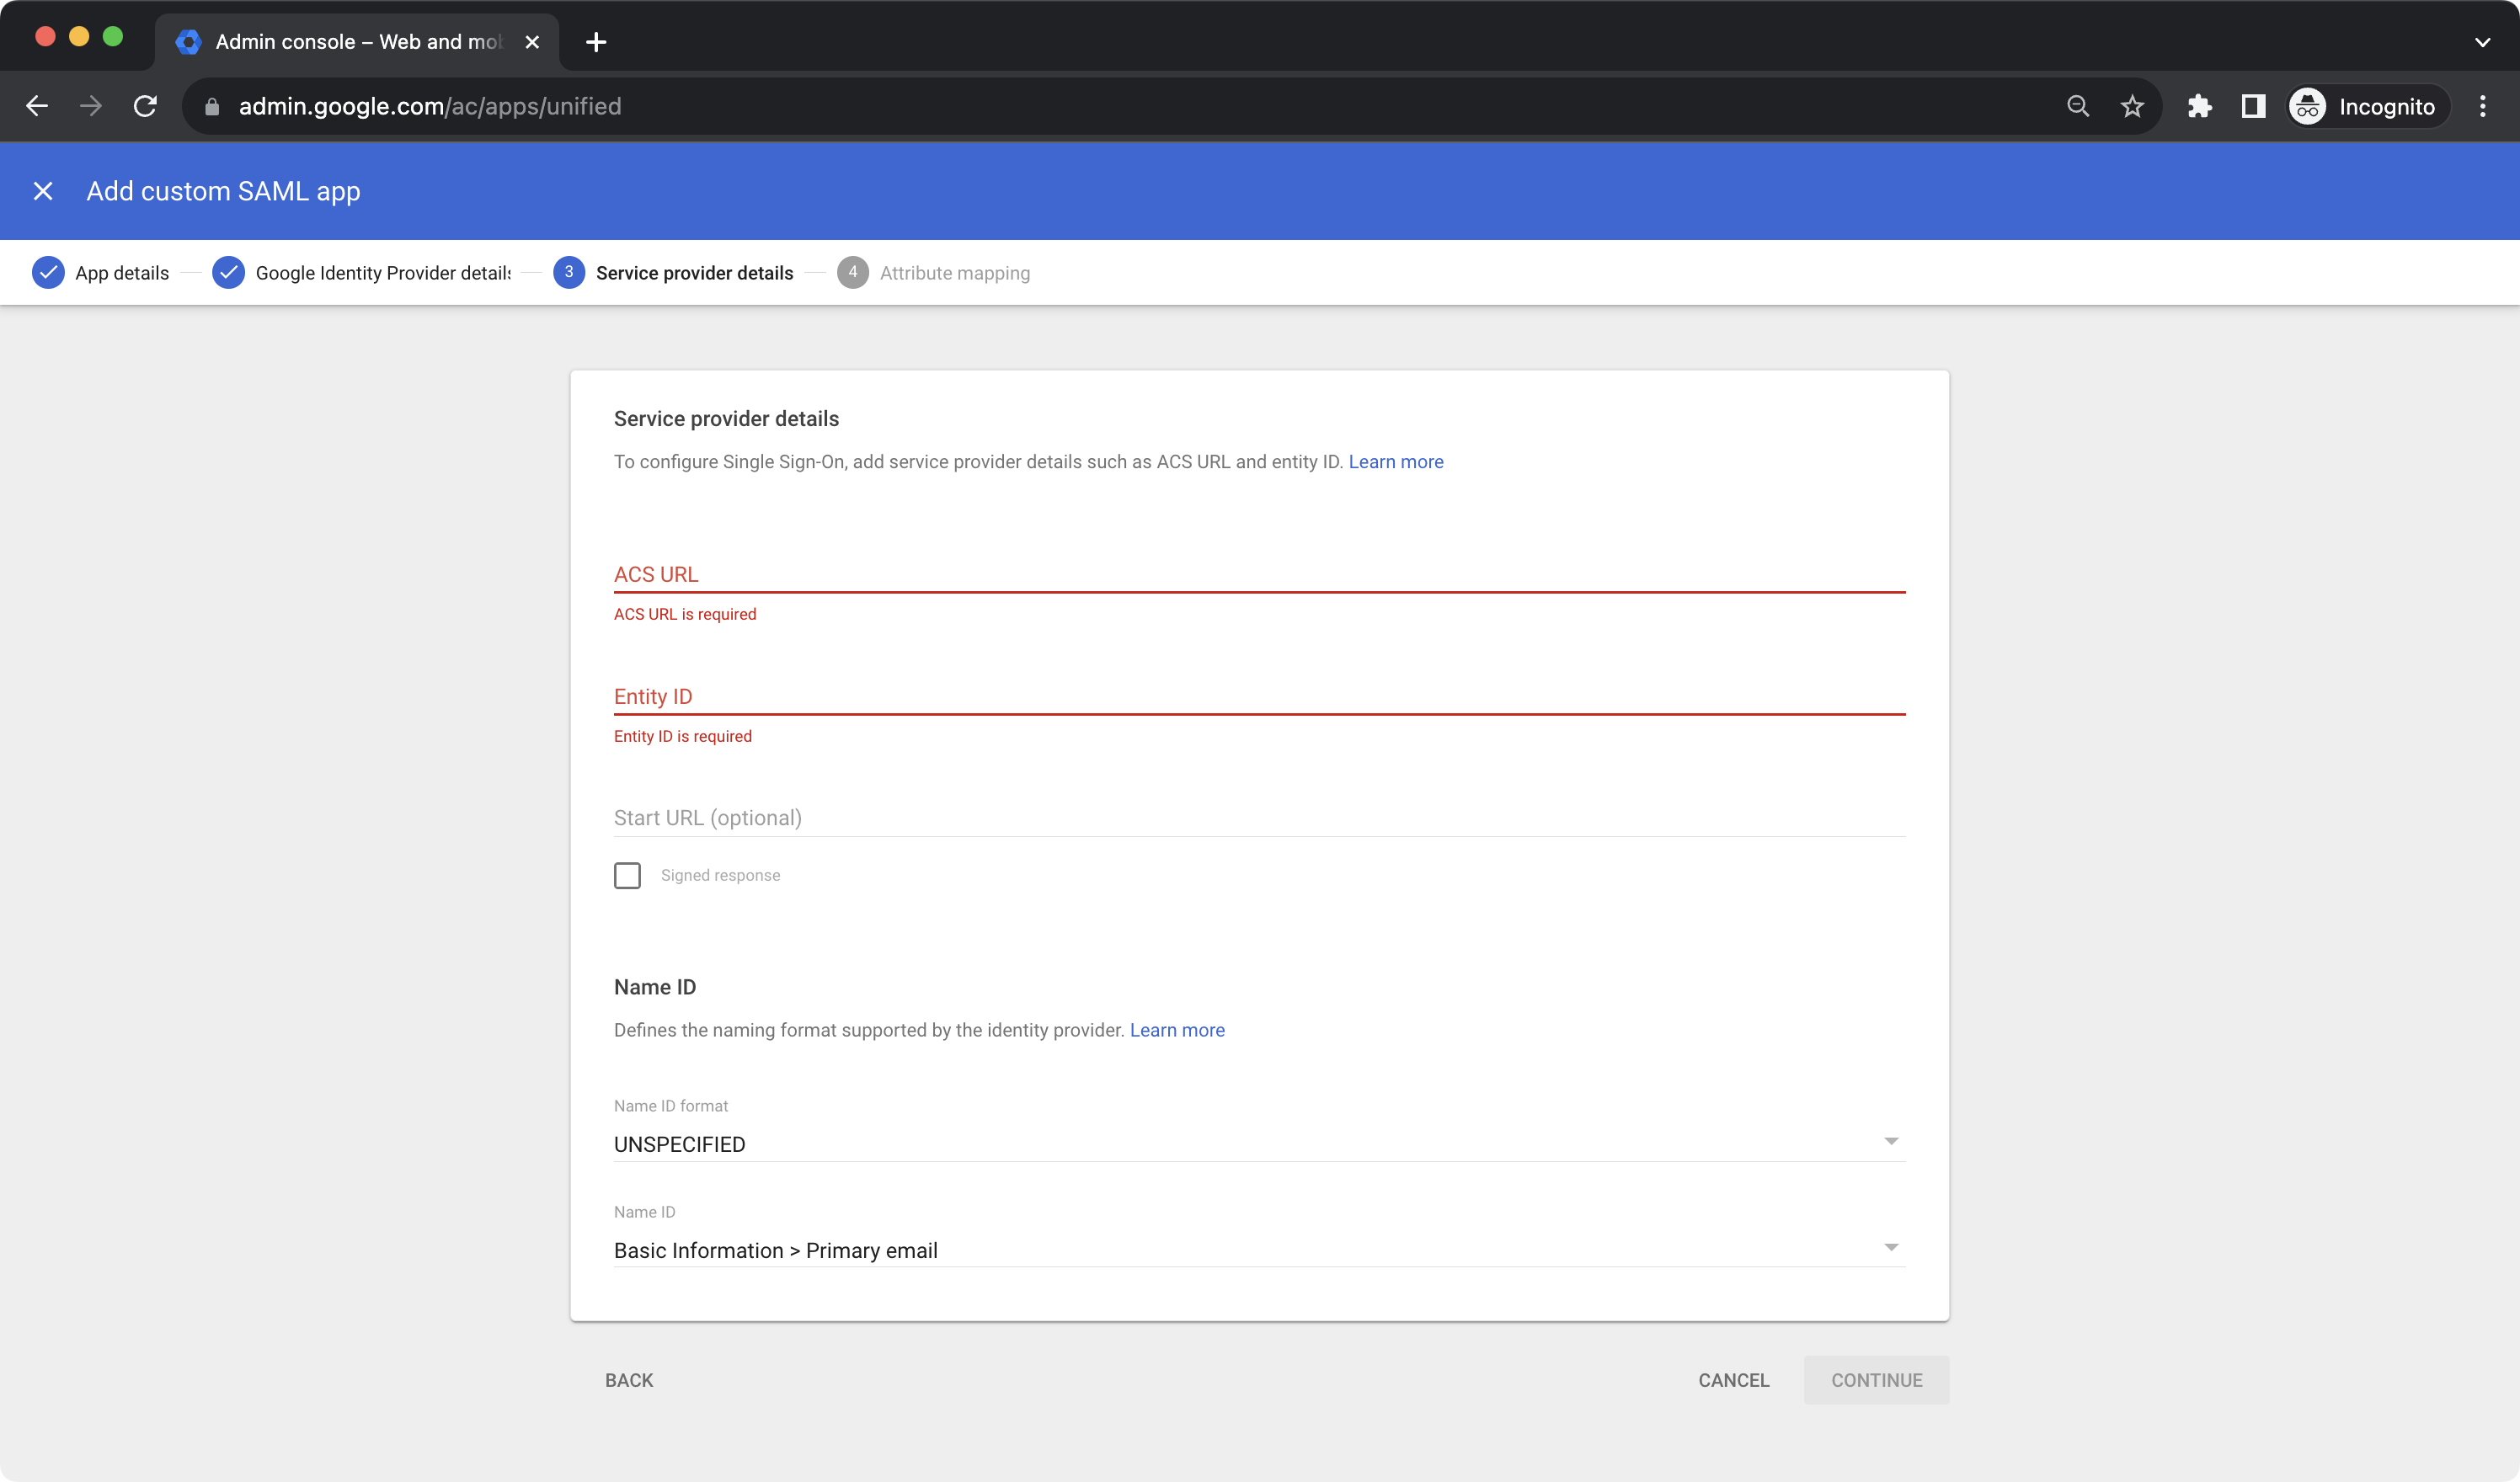 Admin console – Web and mob
admin.google.com/ac/apps/unified
Incognito
Add custom SAML app
App details
Google Identity Provider details
3 Service provider details
4 Attribute mapping
Service provider details
To configure Single Sign-On, add service provider details such as ACS URL and entity ID. Learn more
ACS URL
ACS URL is required
Entity ID
Entity ID is required
Start URL (optional)
Signed response
Name ID
Defines the naming format supported by the identity provider. Learn more
Name ID format
UNSPECIFIED
Name ID
Basic Information > Primary email
BACK
CANCEL
CONTINUE